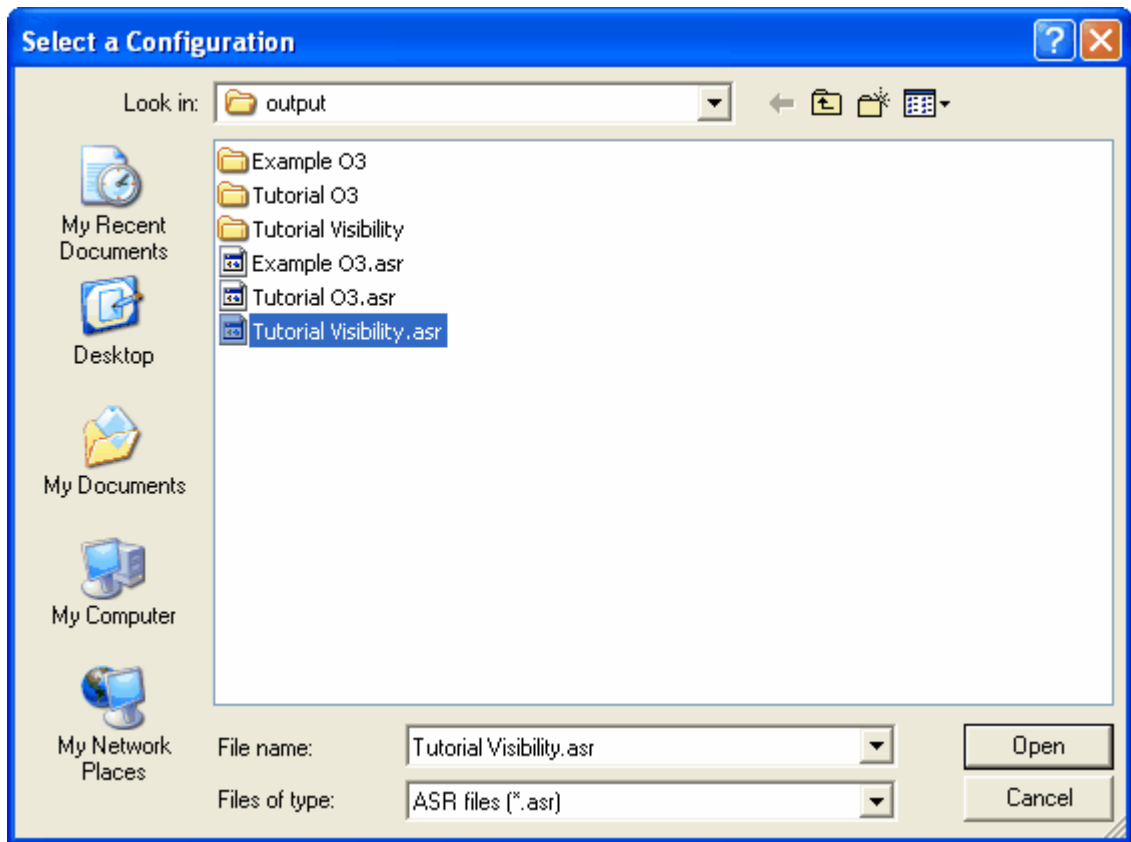 Select a Configuration
Look in:
output
My Recent
Documents
Desktop
My Documents
My Computer
My Network
Places
Example O3
Tutorial O3
Tutorial Visibility
Example O3.asr
Tutorial O3.asr
Tutorial Visibility.asr
File name:
Tutorial Visibility.asr
Open
Files of type:
ASR files (*.asr)
Cancel